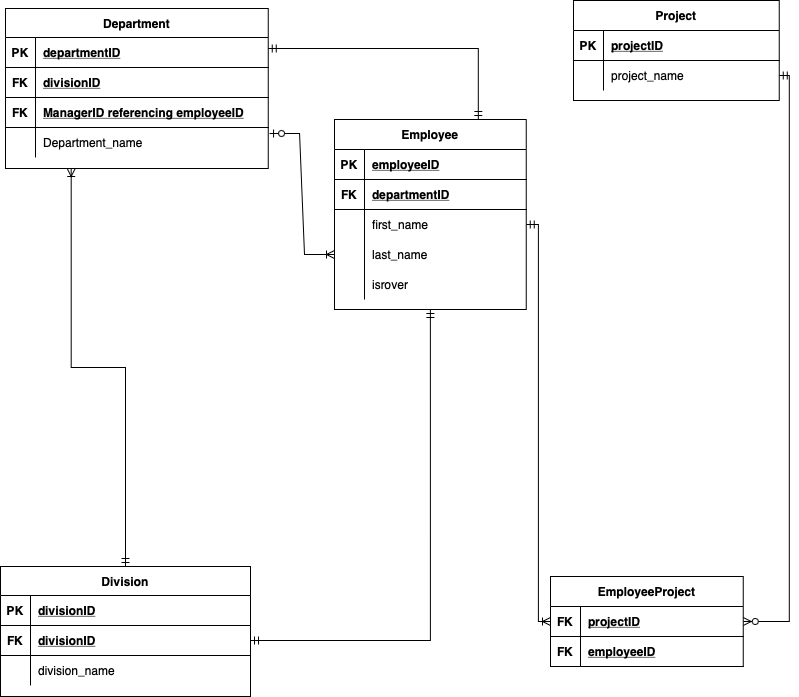 Department
PK departmentID
FK divisionID
FK ManagerID referencing employeeID
Department_name
Project
PK projectID
project_name
Employee
PK employeeID
FK departmentID
first_name
last_name
isrover
Division
PK divisionID
FK divisionID
division_name
EmployeeProject
FK projectID
FK employeeID